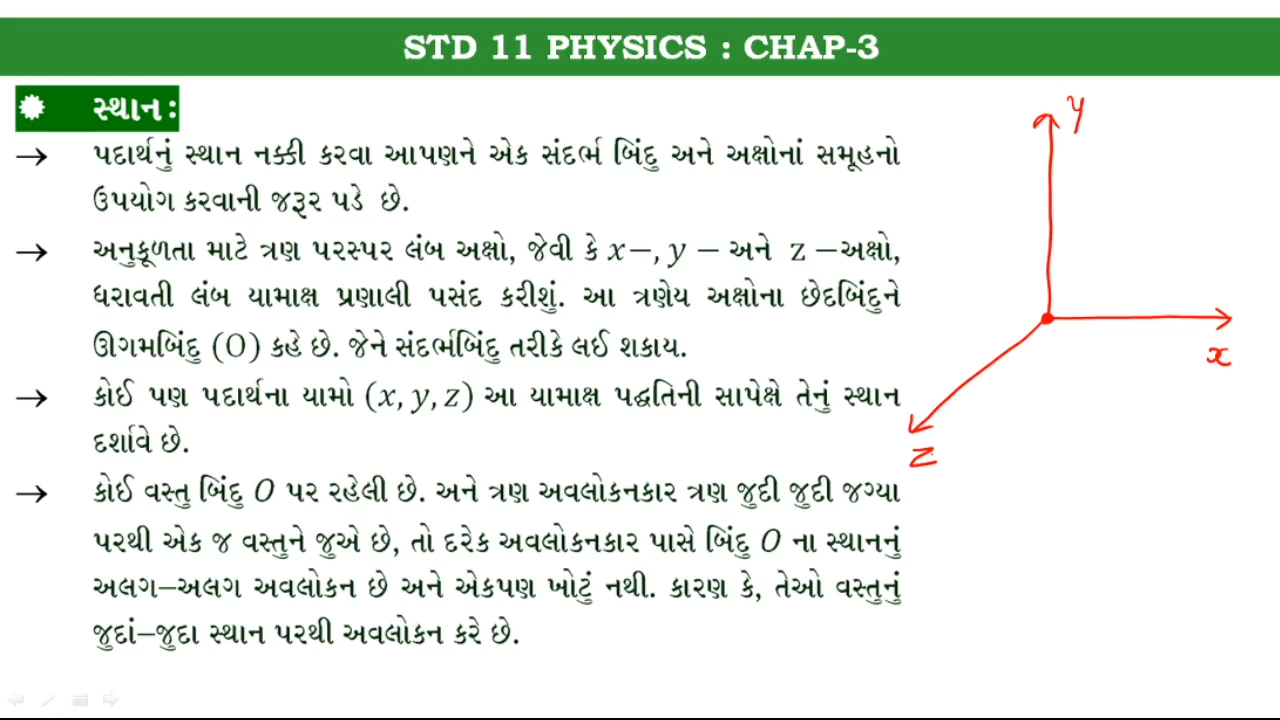 STD 11 PHYSICS : CHAP-3
સ્થાન :
→ પદાર્થનું સ્થાન નક્કી કરવા આપણને એક સંદર્ભ બિંદુ અને અક્ષોનાં સમૂહનો
ઉપયોગ કરવાની જરૂર પડે છે.
→ અનુકૂળતા માટે ત્રણ પરસ્પર લંબ અક્ષો, જેવી કે x−, y − અને z −અક્ષો,
ધરાવતી લંબ યામાક્ષ પ્રણાલી પસંદ કરીશું. આ ત્રણેય અક્ષોના છેદબિંદુને
ઊગમબિંદુ (O) કહે છે. જેને સંદર્ભબિંદુ તરીકે લઈ શકાય.
→ કોઈ પણ પદાર્થના યામો (x, y, z) આ યામાક્ષ પદ્ધતિની સાપેક્ષે તેનું સ્થાન
દર્શાવે છે.
→ કોઈ વસ્તુ બિંદુ O પર રહેલી છે. અને ત્રણ અવલોકનકાર ત્રણ જુદી જુદી જગ્યા
પરથી એક જ વસ્તુને જુએ છે, તો દરેક અવલોકનકાર પાસે બિંદુ O ના સ્થાનનું
અલગ−અલગ અવલોકન છે અને એકપણ ખોટું નથી. કારણ કે, તેઓ વસ્તુનું
જુદાં−જુદા સ્થાન પરથી અવલોકન કરે છે.
y
x
z